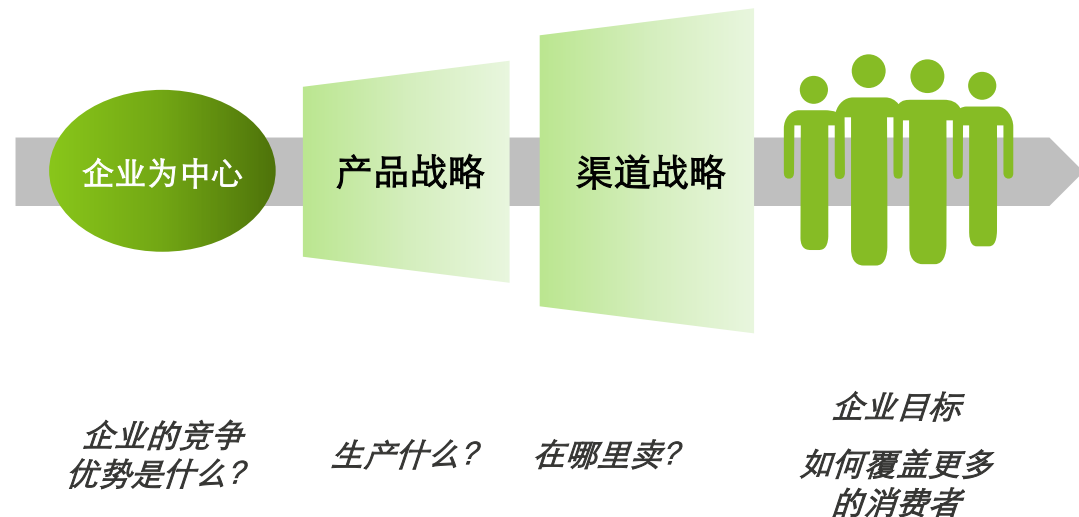 企业为中心
产品战略
渠道战略
企业的竞争
优势是什么?
生产什么?
在哪里卖?
企业目标
如何覆盖更多
的消费者